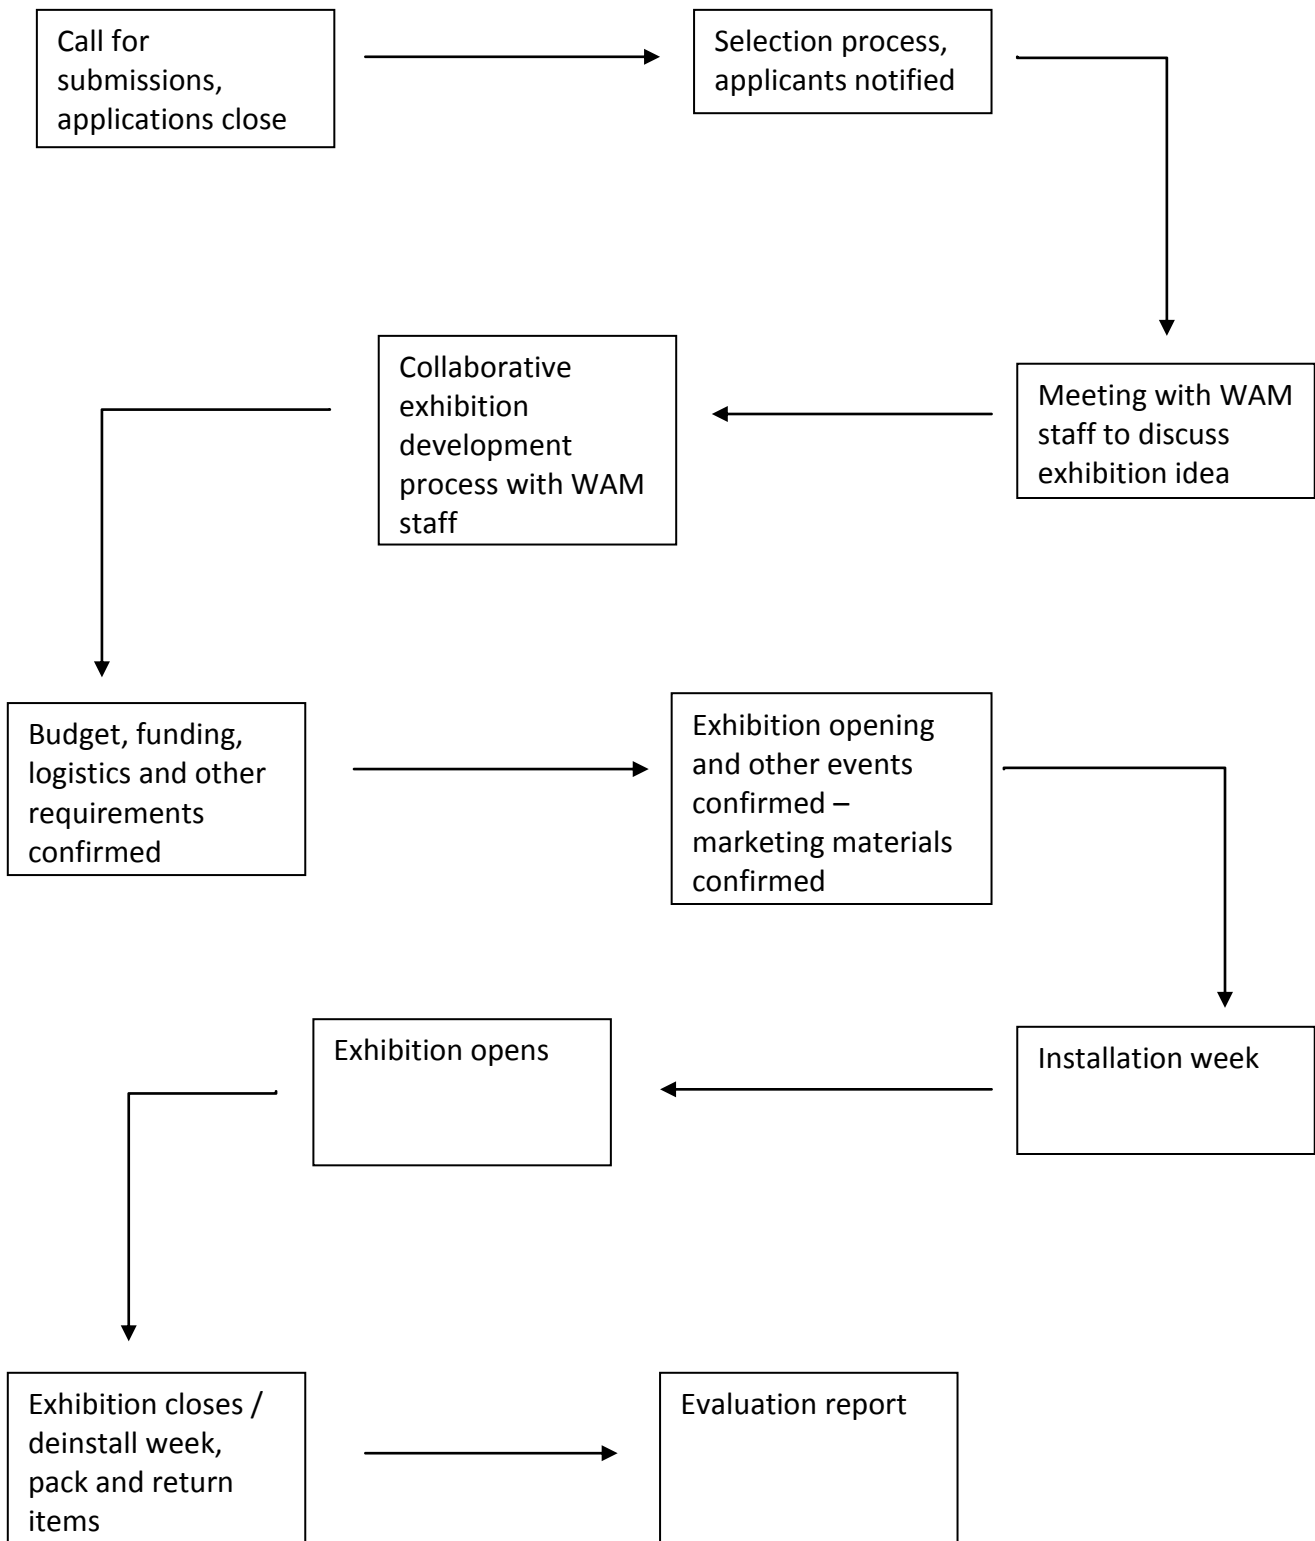 Call for
submissions,
applications close
Selection process,
applicants notified
Meeting with WAM
staff to discuss
exhibition idea
Collaborative
exhibition
development
process with WAM
staff
Budget, funding,
logistics and other
requirements
confirmed
Exhibition opening
and other events
confirmed –
marketing materials
confirmed
Installation week
Exhibition opens
Exhibition closes /
deinstall week,
pack and return
items
Evaluation report